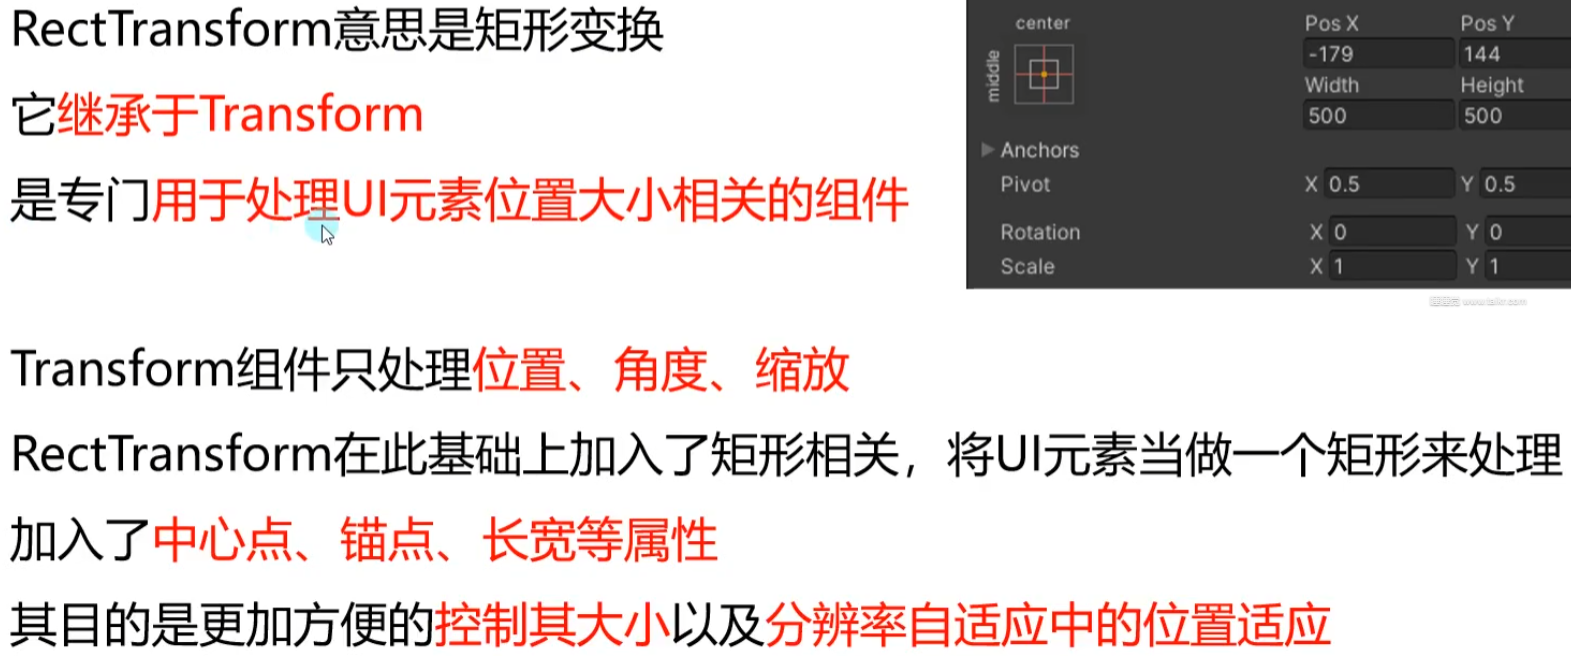 RectTransform意思是矩形变换
它继承于Transform
是专门用于处理UI元素位置大小相关的组件
Transform组件只处理位置、角度、缩放
RectTransform在此基础上加入了矩形相关，将UI元素当做一个矩形来处理
加入了中心点、锚点、长宽等属性
其目的是更加方便的控制其大小以及分辨率自适应中的位置适应
center
middle
Pos X Pos Y
-179 144
Width Height
500 500
Anchors
Pivot X 0.5 Y 0.5
Rotation X 0 Y 0
Scale X 1 Y 1